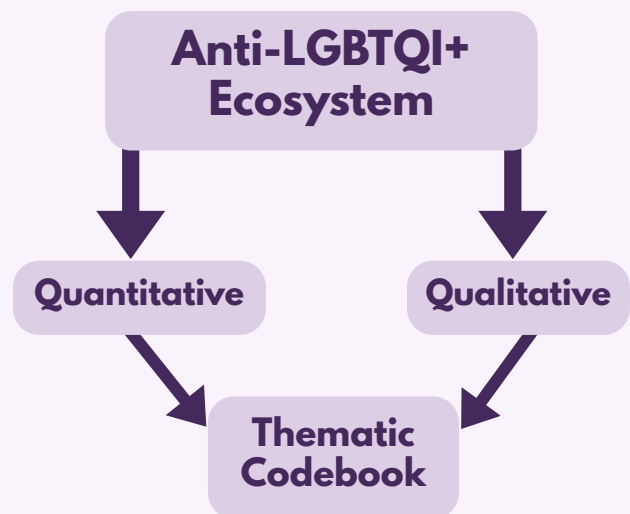 Anti-LGBTQI+
Ecosystem
Quantitative
Qualitative
Thematic
Codebook